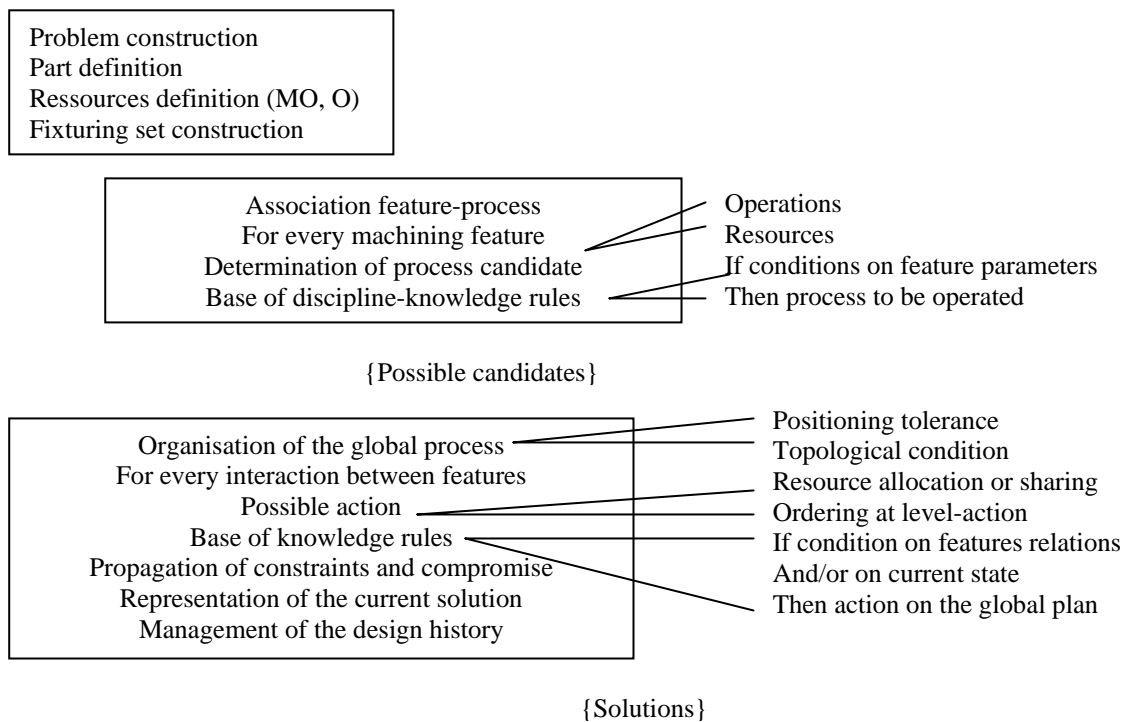 Problem construction
Part definition
Ressources definition (MO, O)
Fixturing set construction
Association feature-process
For every machining feature
Determination of process candidate
Base of discipline-knowledge rules
Operations
Resources
If conditions on feature parameters
Then process to be operated
{Possible candidates}
Organisation of the global process
For every interaction between features
Possible action
Base of knowledge rules
Propagation of constraints and compromise
Representation of the current solution
Management of the design history
Positioning tolerance
Topological condition
Resource allocation or sharing
Ordering at level-action
If condition on features relations
And/or on current state
Then action on the global plan
{Solutions}